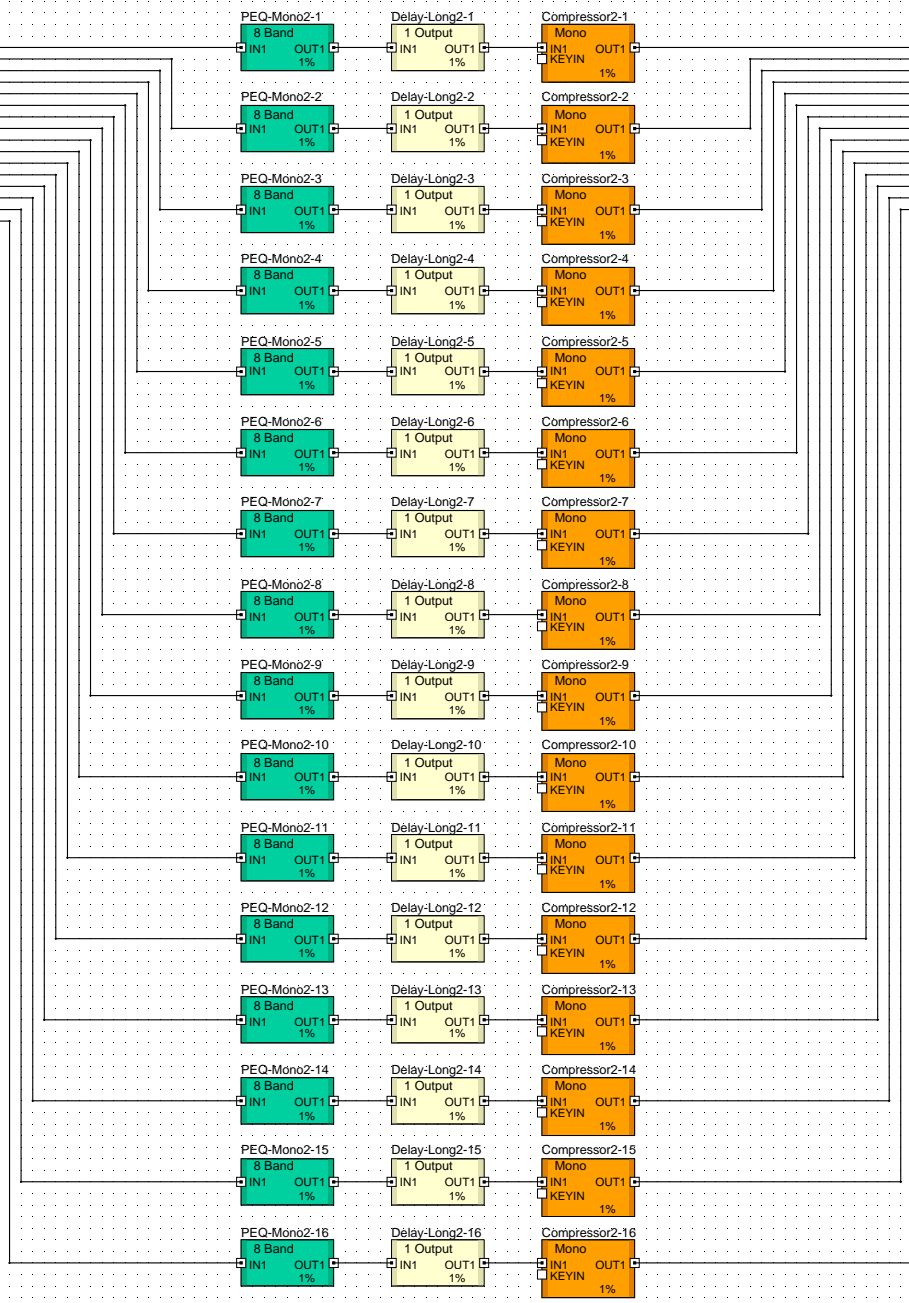 PEQ-Mono2-1 Delay-Long2-1 Compressor2-1
8 Band 1 Output Mono
IN1 OUT1 IN1 OUT1 IN1 OUT1
1% 1% KEYIN
1%
PEQ-Mono2-2 Delay-Long2-2 Compressor2-2
8 Band 1 Output Mono
IN1 OUT1 IN1 OUT1 IN1 OUT1
1% 1% KEYIN
1%
PEQ-Mono2-3 Delay-Long2-3 Compressor2-3
8 Band 1 Output Mono
IN1 OUT1 IN1 OUT1 IN1 OUT1
1% 1% KEYIN
1%
PEQ-Mono2-4 Delay-Long2-4 Compressor2-4
8 Band 1 Output Mono
IN1 OUT1 IN1 OUT1 IN1 OUT1
1% 1% KEYIN
1%
PEQ-Mono2-5 Delay-Long2-5 Compressor2-5
8 Band 1 Output Mono
IN1 OUT1 IN1 OUT1 IN1 OUT1
1% 1% KEYIN
1%
PEQ-Mono2-6 Delay-Long2-6 Compressor2-6
8 Band 1 Output Mono
IN1 OUT1 IN1 OUT1 IN1 OUT1
1% 1% KEYIN
1%
PEQ-Mono2-7 Delay-Long2-7 Compressor2-7
8 Band 1 Output Mono
IN1 OUT1 IN1 OUT1 IN1 OUT1
1% 1% KEYIN
1%
PEQ-Mono2-8 Delay-Long2-8 Compressor2-8
8 Band 1 Output Mono
IN1 OUT1 IN1 OUT1 IN1 OUT1
1% 1% KEYIN
1%
PEQ-Mono2-9 Delay-Long2-9 Compressor2-9
8 Band 1 Output Mono
IN1 OUT1 IN1 OUT1 IN1 OUT1
1% 1% KEYIN
1%
PEQ-Mono2-10 Delay-Long2-10 Compressor2-10
8 Band 1 Output Mono
IN1 OUT1 IN1 OUT1 IN1 OUT1
1% 1% KEYIN
1%
PEQ-Mono2-11 Delay-Long2-11 Compressor2-11
8 Band 1 Output Mono
IN1 OUT1 IN1 OUT1 IN1 OUT1
1% 1% KEYIN
1%
PEQ-Mono2-12 Delay-Long2-12 Compressor2-12
8 Band 1 Output Mono
IN1 OUT1 IN1 OUT1 IN1 OUT1
1% 1% KEYIN
1%
PEQ-Mono2-13 Delay-Long2-13 Compressor2-13
8 Band 1 Output Mono
IN1 OUT1 IN1 OUT1 IN1 OUT1
1% 1% KEYIN
1%
PEQ-Mono2-14 Delay-Long2-14 Compressor2-14
8 Band 1 Output Mono
IN1 OUT1 IN1 OUT1 IN1 OUT1
1% 1% KEYIN
1%
PEQ-Mono2-15 Delay-Long2-15 Compressor2-15
8 Band 1 Output Mono
IN1 OUT1 IN1 OUT1 IN1 OUT1
1% 1% KEYIN
1%
PEQ-Mono2-16 Delay-Long2-16 Compressor2-16
8 Band 1 Output Mono
IN1 OUT1 IN1 OUT1 IN1 OUT1
1% 1% KEYIN
1%